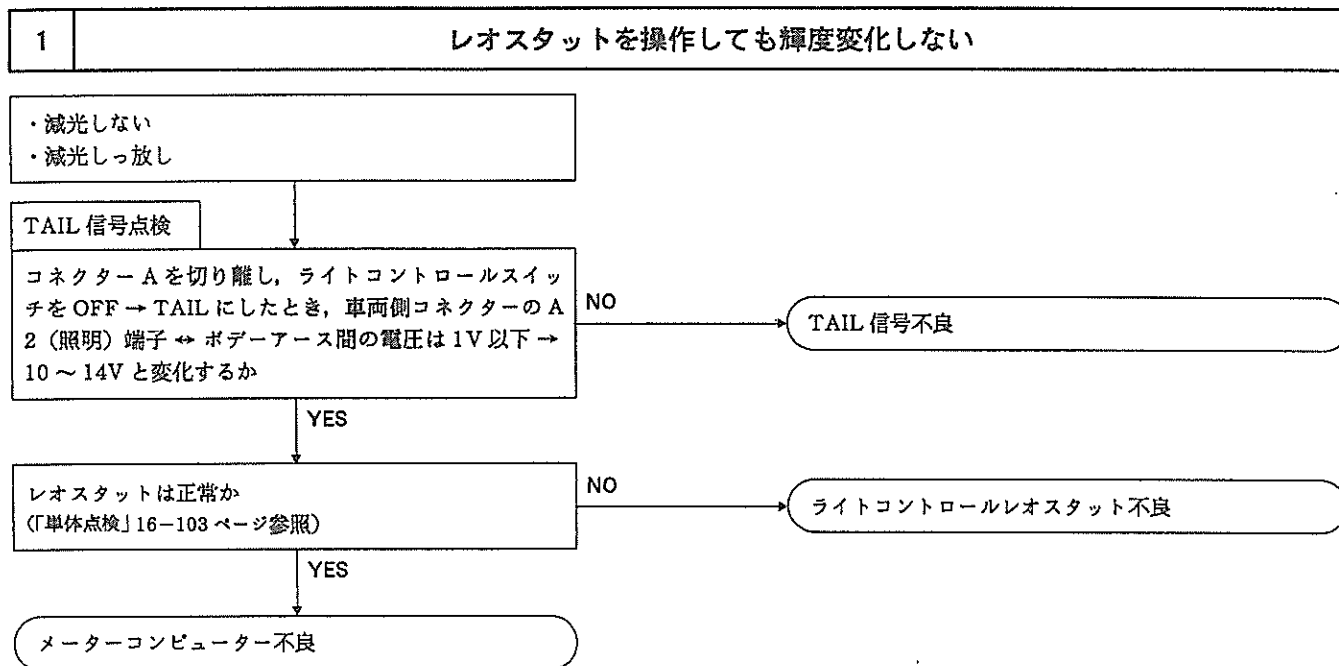 1
レオスタットを操作しても輝度変化しない
・減光しない
・減光しっ放し
TAIL 信号点検
コネクター A を切り離し，ライトコントロールスイッ
チを OFF → TAIL にしたとき，車両側コネクターの A
2（照明）端子 ↔ ボデーアース間の電圧は 1V 以下 →
10 ～ 14V と変化するか
NO
TAIL 信号不良
YES
レオスタットは正常か
(「単体点検」16－103 ページ参照)
NO
ライトコントロールレオスタット不良
YES
メーターコンピューター不良